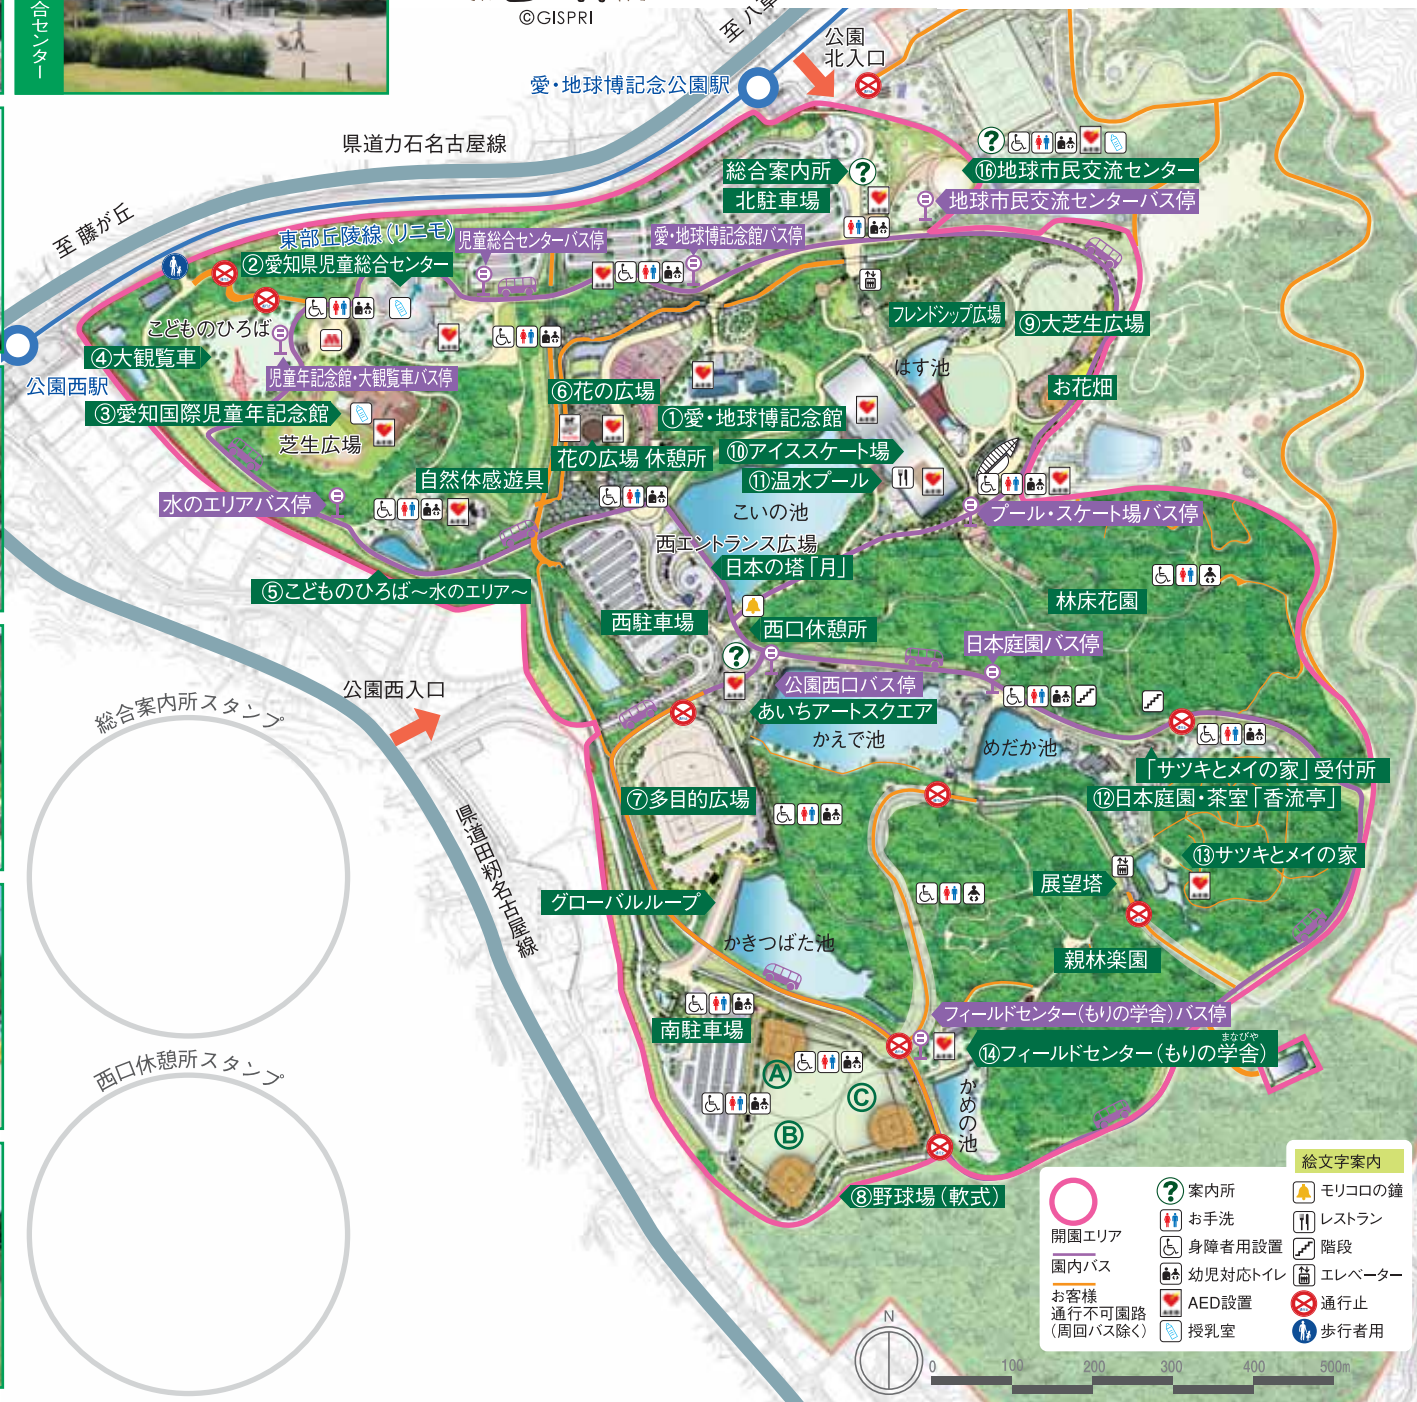 合センター
©GISPRI
至 八草
公園
北入口
愛・地球博記念公園駅
県道力石名古屋線
至 藤が丘
総合案内所
北駐車場
⑯地球市民交流センター
地球市民交流センターバス停
東部丘陵線(リニモ)
児童総合センターバス停
愛・地球博記念館バス停
②愛知県児童総合センター
こどものひろば
④大観覧車
公園西駅
児童年記念館・大観覧車バス停
③愛知国際児童年記念館
芝生広場
フレンドシップ広場
⑨大芝生広場
はす池
お花畑
⑥花の広場
①愛・地球博記念館
花の広場 休憩所
⑩アイススケート場
⑪温水プール
自然体感遊具
水のエリアバス停
こいの池
プール・スケート場バス停
西エントランス広場
日本の塔「月」
⑤こどものひろば～水のエリア～
西駐車場
西口休憩所
林床花園
日本庭園バス停
公園西口バス停
あいちアートスクエア
かえで池
めだか池
公園西入口
総合案内所スタンプ
「サツキとメイの家」受付所
⑫日本庭園・茶室「香流亭」
⑦多目的広場
県道田籾名古屋線
⑬サツキとメイの家
展望塔
グローバルループ
かきつばた池
親林楽園
南駐車場
フィールドセンター(もりの学舎)バス停
まなびや
⑭フィールドセンター(もりの学舎)
西口休憩所スタンプ
A
C
B
かめの池
⑧野球場(軟式)
絵文字案内
開園エリア
園内バス
お客様
通行不可園路
(周回バス除く)
案内所
お手洗
身障者用設置
幼児対応トイレ
AED設置
授乳室
モリコロの鐘
レストラン
階段
エレベーター
通行止
歩行者用
N
0 100 200 300 400 500m